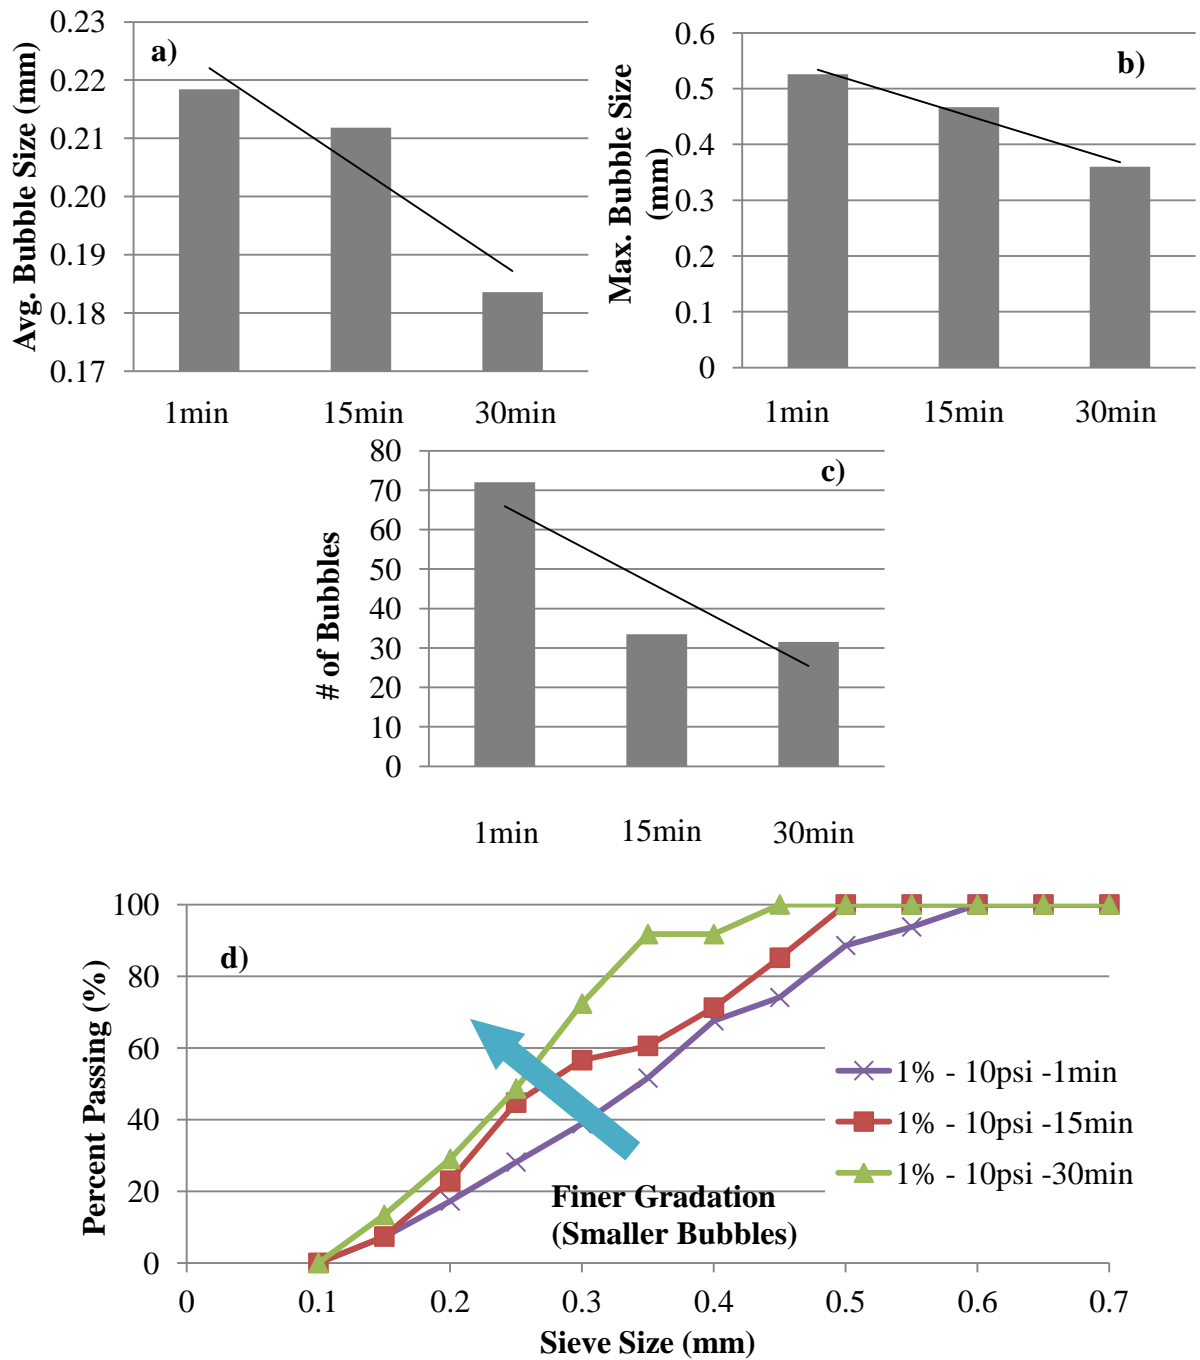 a)
Avg. Bubble Size (mm)
0.23
0.22
0.21
0.20
0.19
0.18
0.17
1min 15min 30min
b)
Max. Bubble Size
(mm)
0.6
0.5
0.4
0.3
0.2
0.1
0
1min 15min 30min
c)
# of Bubbles
80
70
60
50
40
30
20
10
0
1min 15min 30min
d)
Percent Passing (%)
100
80
60
40
20
0
1% - 10psi -1min
1% - 10psi -15min
1% - 10psi -30min
Finer Gradation
(Smaller Bubbles)
0 0.1 0.2 0.3 0.4 0.5 0.6 0.7
Sieve Size (mm)